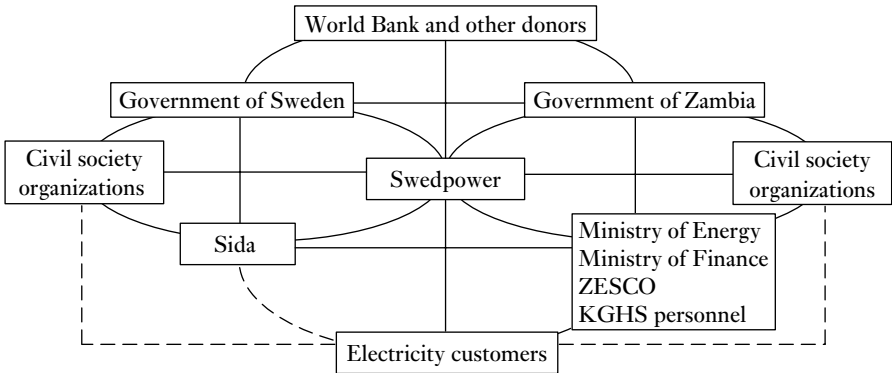 World Bank and other donors
Government of Sweden
Government of Zambia
Civil society
organizations
Swedpower
Civil society
organizations
Sida
Ministry of Energy
Ministry of Finance
ZESCO
KGHS personnel
Electricity customers